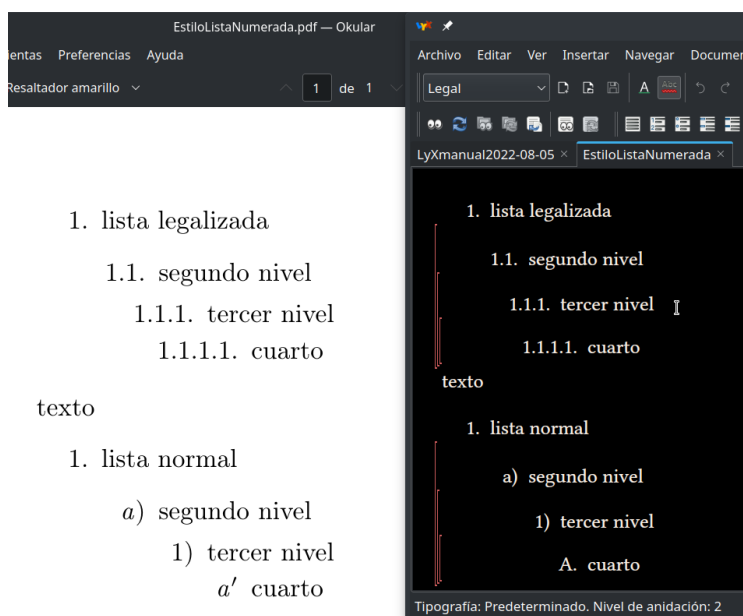 EstiloListaNumerada.pdf — Okular
ientas Preferencias Ayuda
Resaltador amarillo
1 de 1
1. lista legalizada
1.1. segundo nivel
1.1.1. tercer nivel
1.1.1.1. cuarto
texto
1. lista normal
a) segundo nivel
1) tercer nivel
a′ cuarto
Archivo Editar Ver Insertar Navegar Documen
Legal
A Abc
LyXmanual2022-08-05 × EstiloListaNumerada ×
1. lista legalizada
1.1. segundo nivel
1.1.1. tercer nivel
1.1.1.1. cuarto
texto
1. lista normal
a) segundo nivel
1) tercer nivel
A. cuarto
Tipografía: Predeterminado. Nivel de anidación: 2